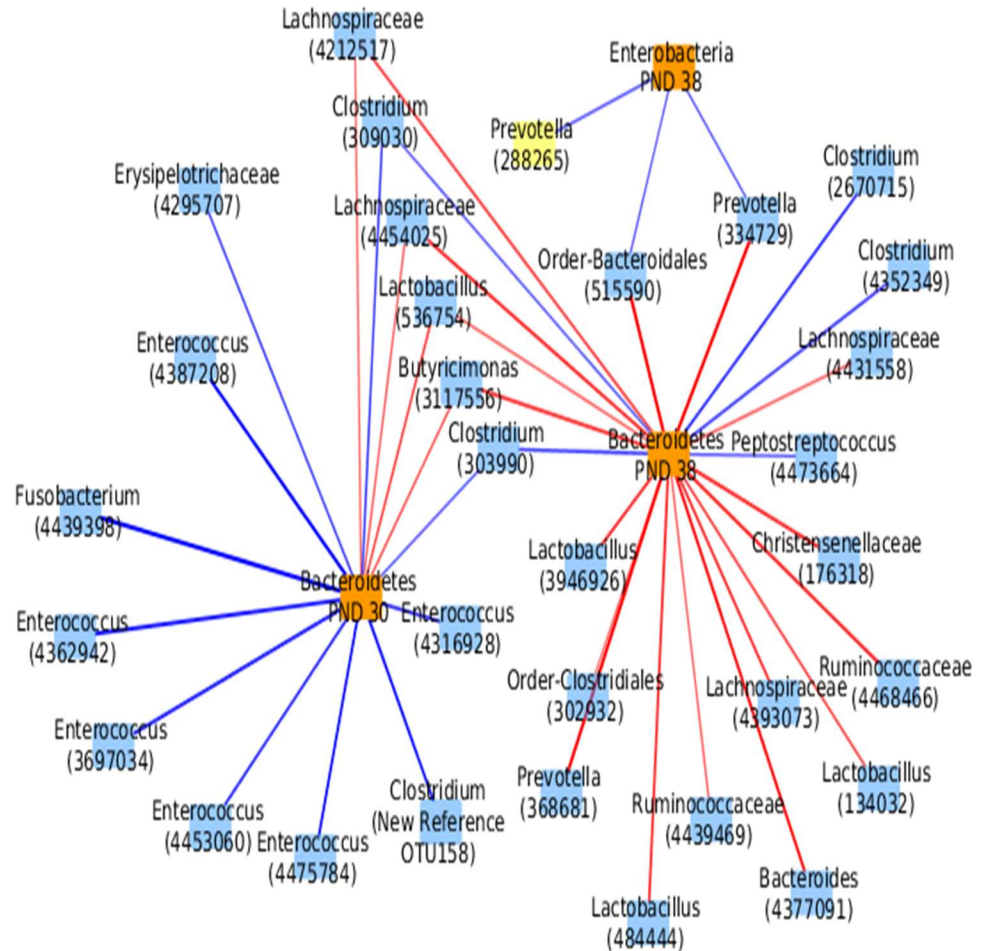 Lachnospiraceae
(4212517)
Enterobacteria
PND 38
Clostridium
(309030)
Prevotella
(288265)
Clostridium
(2670715)
Erysipelotrichaceae
(4295707)
Lachnospiraceae
(4454025)
Prevotella
(334729)
Order-Bacteroidales
(515590)
Clostridium
(4352349)
Lactobacillus
(536754)
Enterococcus
(4387208)
Lachnospiraceae
(4431558)
Butyricimonas
(3117556)
Clostridium
(303990)
Bacteroidetes
PND 38
Peptostreptococcus
(4473664)
Fusobacterium
(4439398)
Lactobacillus
(3946926)
Christensenellaceae
(176318)
Bacteroidetes
PND 30
Enterococcus
(4316928)
Enterococcus
(4362942)
Order-Clostridiales
(302932)
Lachnospiraceae
(4393073)
Ruminococcaceae
(4468466)
Enterococcus
(3697034)
Prevotella
(368681)
Lactobacillus
(134032)
Clostridium
(New Reference
OTU158)
Ruminococcaceae
(4439469)
Enterococcus
(4453060)
Enterococcus
(4475784)
Bacteroides
(4377091)
Lactobacillus
(484444)